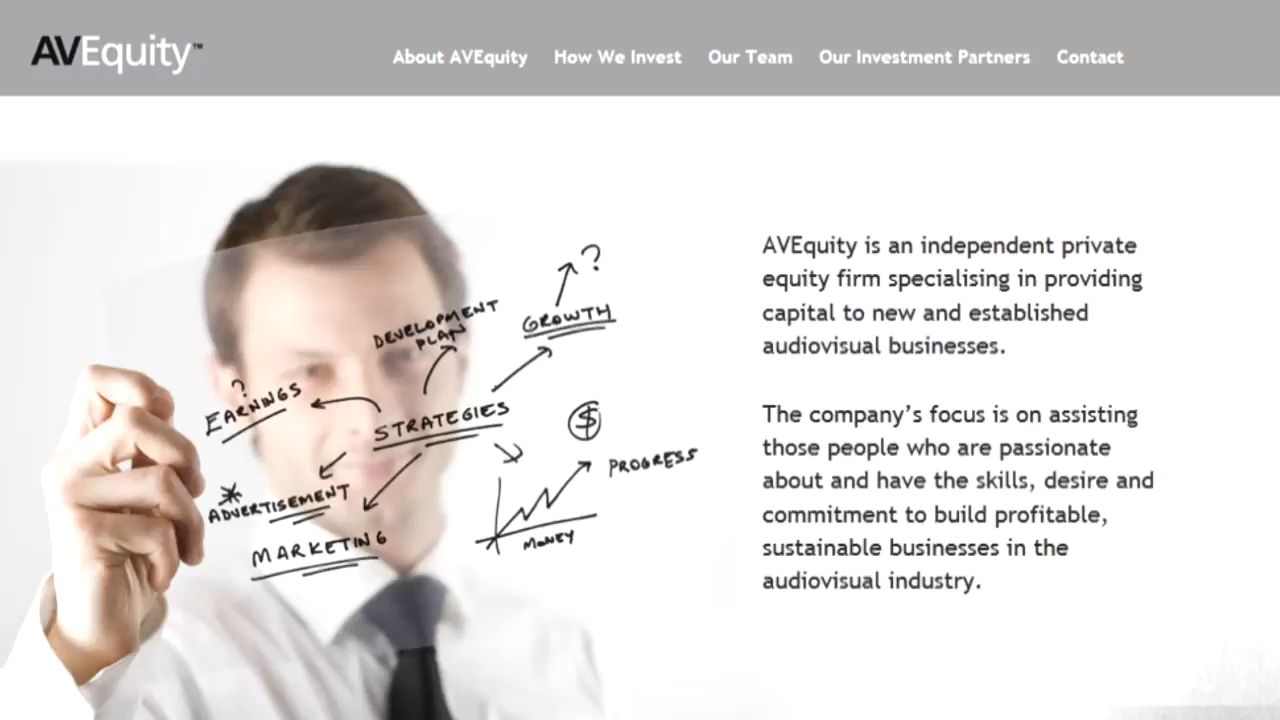 AVEquity™
About AVEquity How We Invest Our Team Our Investment Partners Contact
AVEquity is an independent private
equity firm specialising in providing
capital to new and established
audiovisual businesses.
The company's focus is on assisting
those people who are passionate
about and have the skills, desire and
commitment to build profitable,
sustainable businesses in the
audiovisual industry.
?
GROWTH
DEVELOPMENT
PLAN
?
EARNINGS
STRATEGIES
$
PROGRESS
ADVERTISEMENT
MARKETING
MONEY